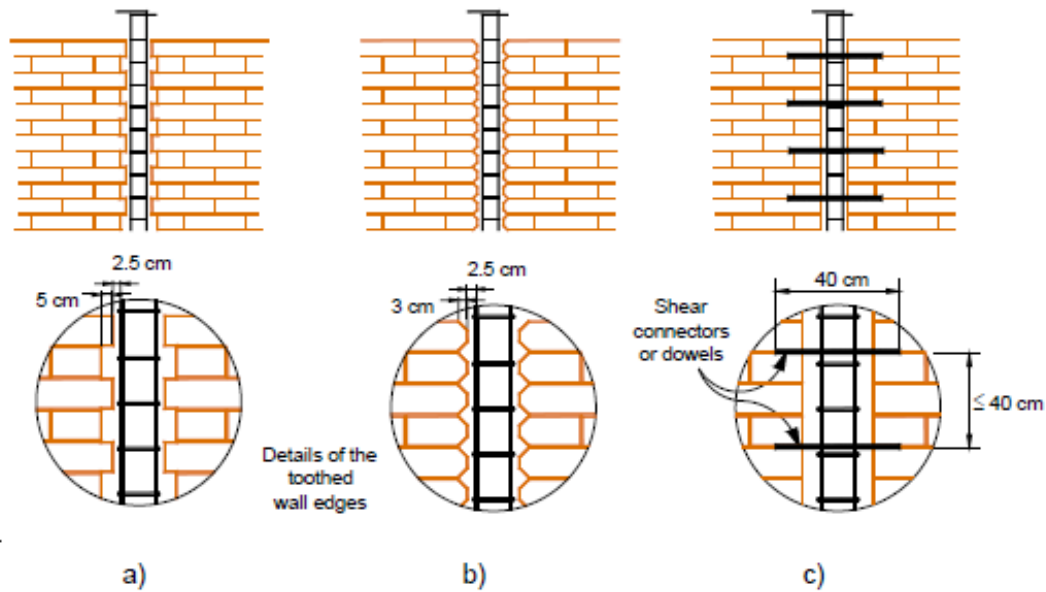 2.5 cm
5 cm
2.5 cm
3 cm
40 cm
Shear
connectors
or dowels
≤ 40 cm
Details of the
toothed
wall edges
a)
b)
c)